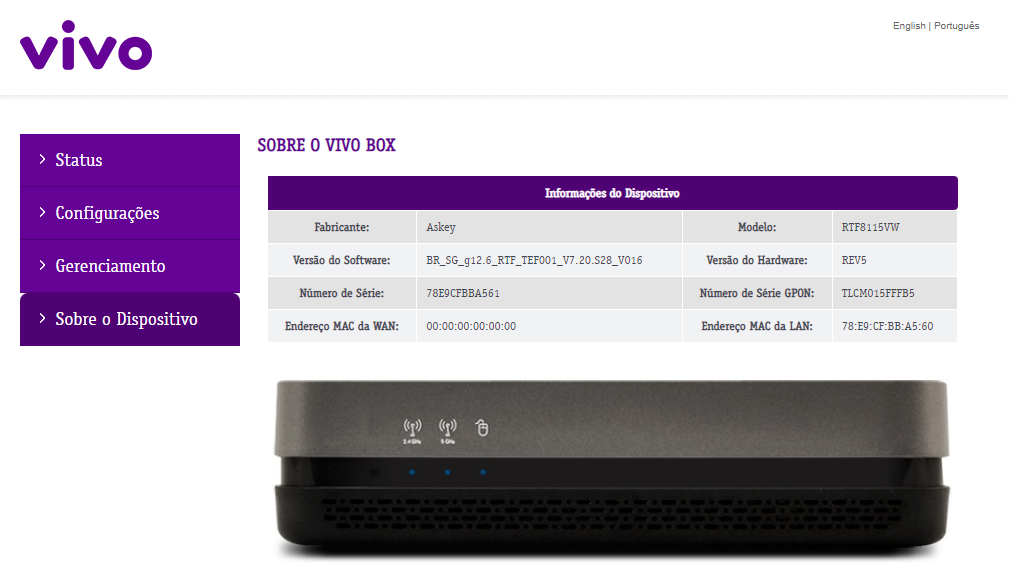 vivo
English | Português
Status
Configurações
Gerenciamento
Sobre o Dispositivo
SOBRE O VIVO BOX
Informações do Dispositivo
Fabricante: Askey Modelo: RTF8115VW
Versão do Software: BR_SG_g12.6_RTF_TEF001_V7.20.S28_V016 Versão do Hardware: REV5
Número de Série: 78E9CFBBA561 Número de Série GPON: TLCM015FFFB5
Endereço MAC da WAN: 00:00:00:00:00:00 Endereço MAC da LAN: 78:E9:CF:BB:A5:60
2.4 GHz 5 GHz